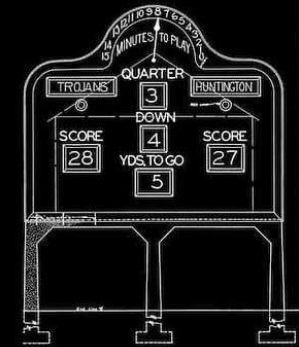 15 14 13 12 11 10 9 8 7 6 5 4 3 2 1 0
MINUTES TO PLAY
QUARTER
TROJANS 3 HUNTINGTON
DOWN
SCORE 4 SCORE
28 YDS. TO GO 27
5